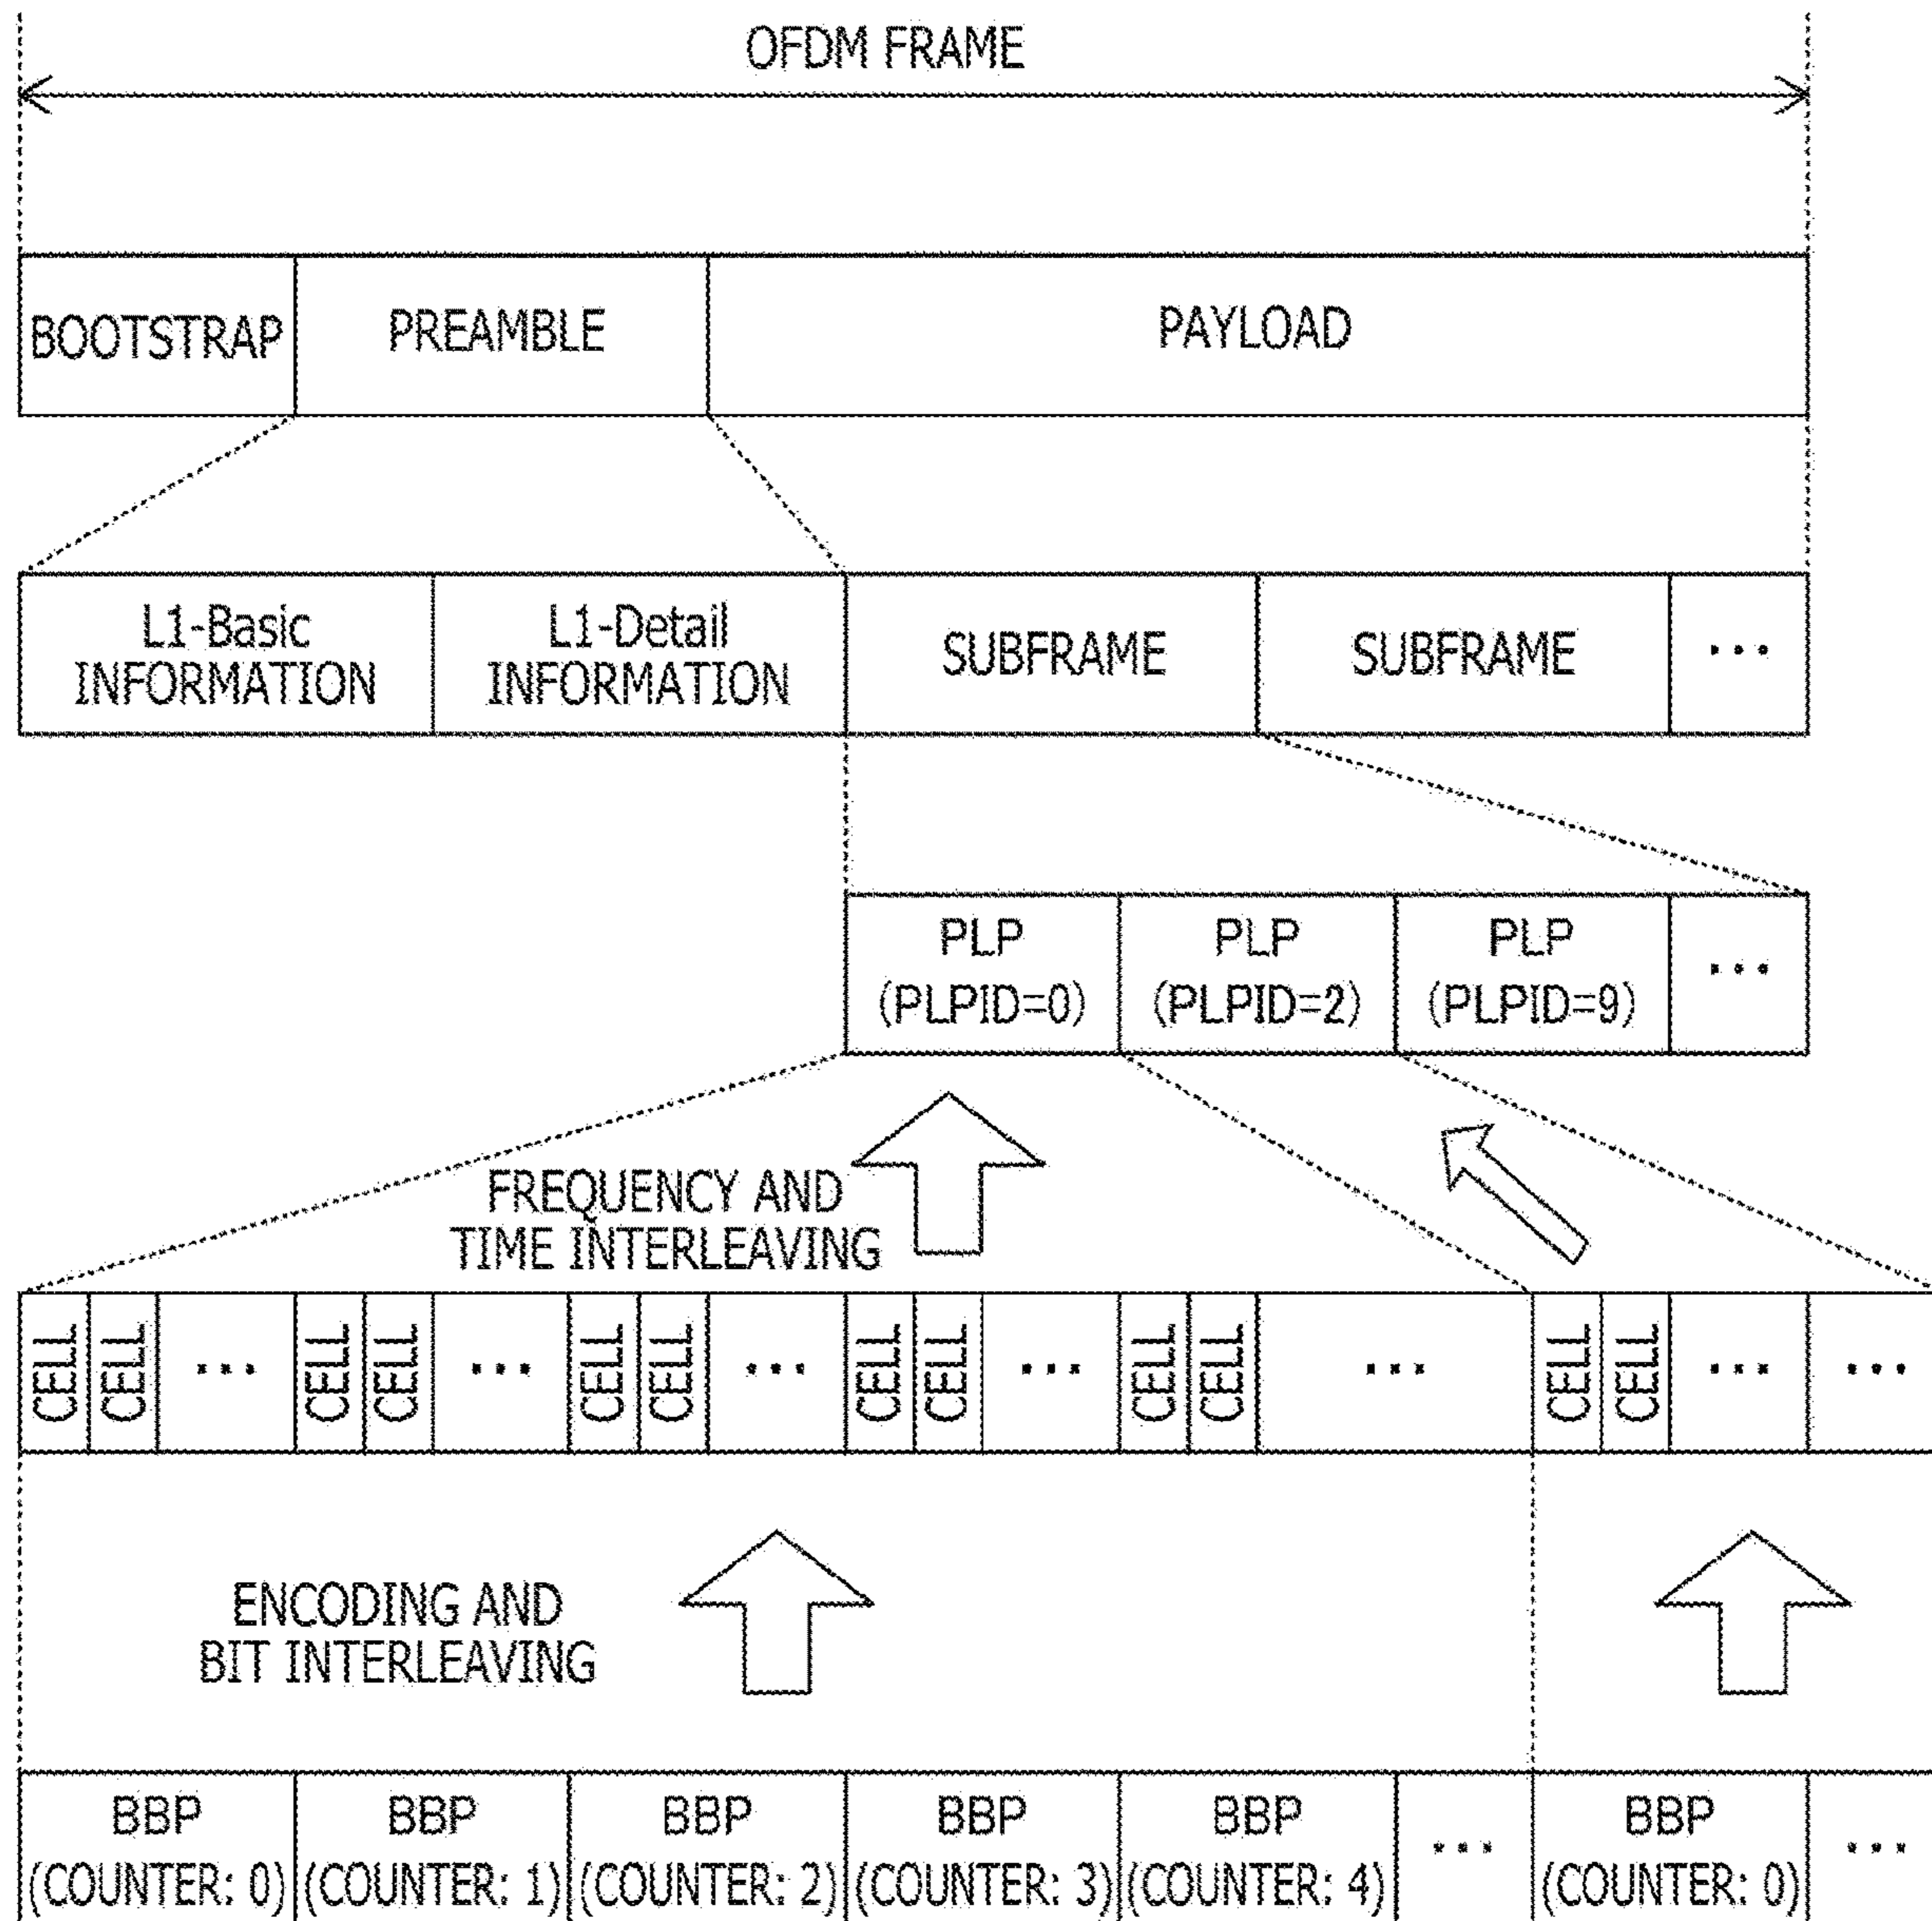 OFDM FRAME
BOOTSTRAP
PREAMBLE
PAYLOAD
L1-Basic
INFORMATION
L1-Detail
INFORMATION
SUBFRAME
SUBFRAME
...
PLP
(PLPID=0)
PLP
(PLPID=2)
PLP
(PLPID=9)
...
FREQUENCY AND
TIME INTERLEAVING
CELL
CELL
...
CELL
CELL
...
CELL
CELL
...
CELL
CELL
...
CELL
CELL
...
CELL
CELL
...
...
ENCODING AND
BIT INTERLEAVING
BBP
(COUNTER: 0)
BBP
(COUNTER: 1)
BBP
(COUNTER: 2)
BBP
(COUNTER: 3)
BBP
(COUNTER: 4)
...
BBP
(COUNTER: 0)
...